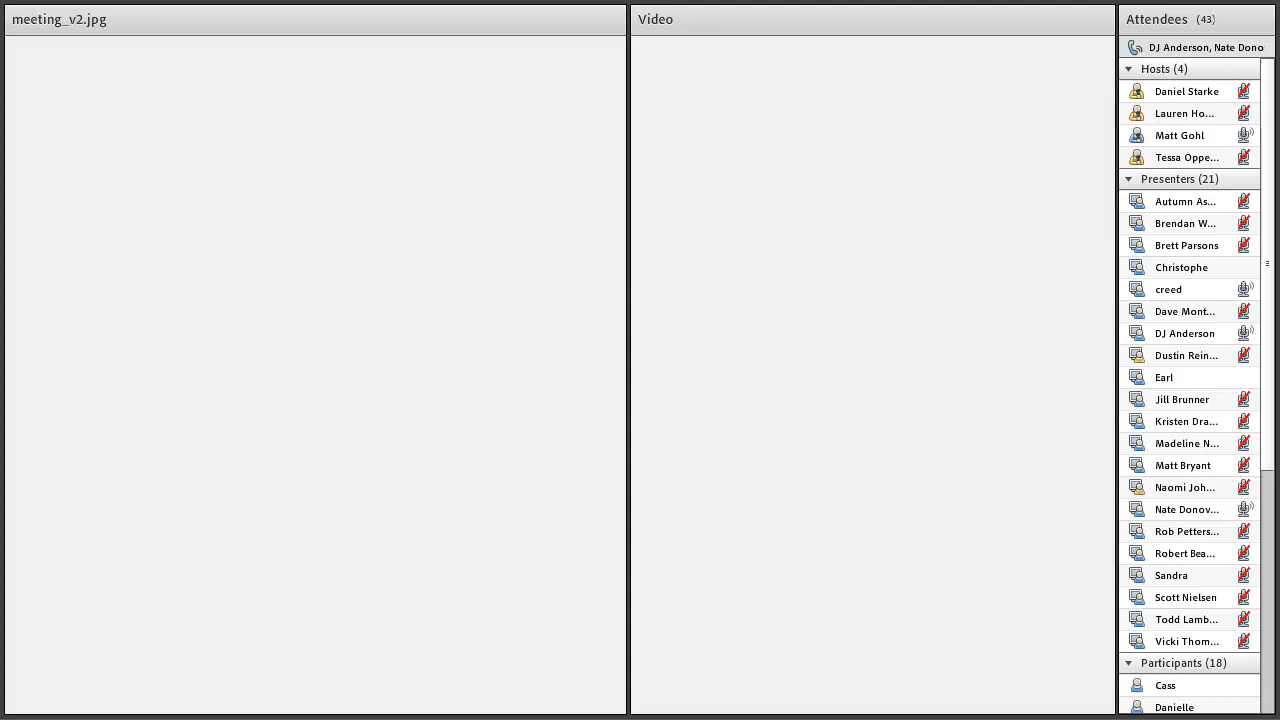 meeting_v2.jpg
Video
Attendees (43)
DJ Anderson, Nate Dono
Hosts (4)
Daniel Starke
Lauren Ho...
Matt Gohl
Tessa Oppe...
Presenters (21)
Autumn As...
Brendan W...
Brett Parsons
Christophe
creed
Dave Mont...
DJ Anderson
Dustin Rein...
Earl
Jill Brunner
Kristen Dra...
Madeline N...
Matt Bryant
Naomi Joh...
Nate Donov...
Rob Petters...
Robert Bea...
Sandra
Scott Nielsen
Todd Lamb...
Vicki Thom...
Participants (18)
Cass
Danielle